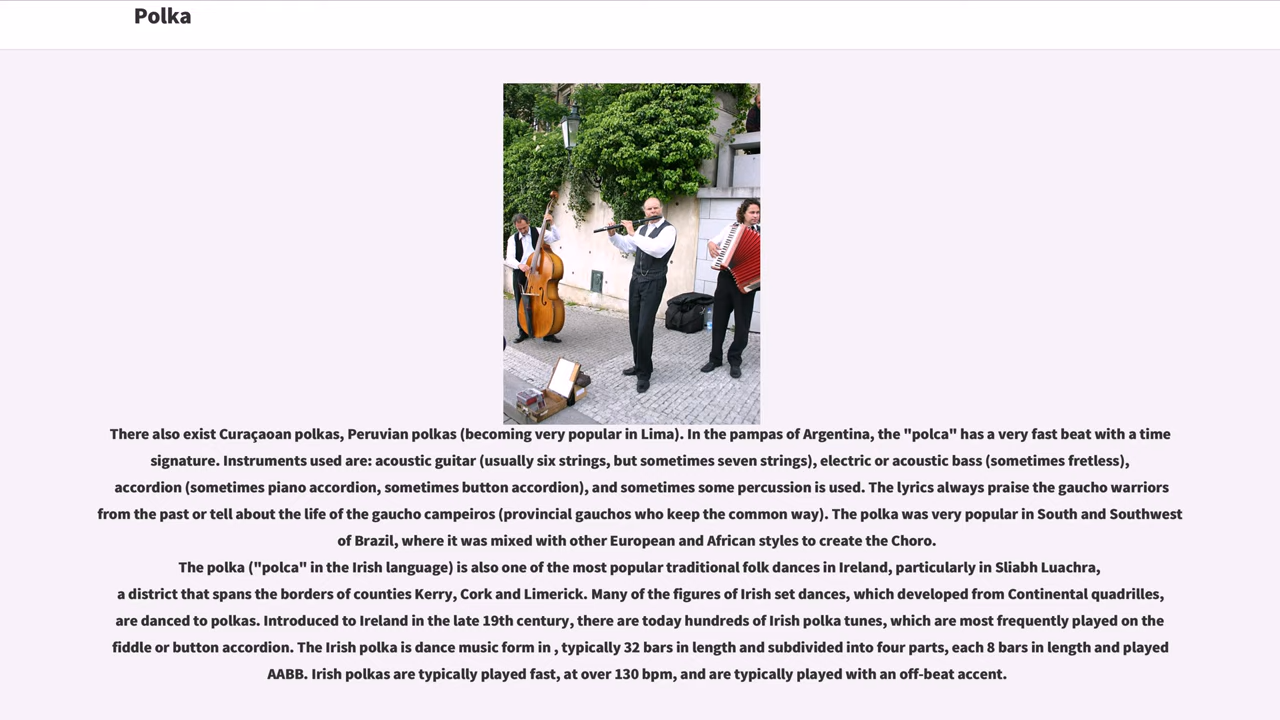 Polka
There also exist Curaçaoan polkas, Peruvian polkas (becoming very popular in Lima). In the pampas of Argentina, the "polca" has a very fast beat with a time
signature. Instruments used are: acoustic guitar (usually six strings, but sometimes seven strings), electric or acoustic bass (sometimes fretless),
accordion (sometimes piano accordion, sometimes button accordion), and sometimes some percussion is used. The lyrics always praise the gaucho warriors
from the past or tell about the life of the gaucho campeiros (provincial gauchos who keep the common way). The polka was very popular in South and Southwest
of Brazil, where it was mixed with other European and African styles to create the Choro.
The polka ("polca" in the Irish language) is also one of the most popular traditional folk dances in Ireland, particularly in Sliabh Luachra,
a district that spans the borders of counties Kerry, Cork and Limerick. Many of the figures of Irish set dances, which developed from Continental quadrilles,
are danced to polkas. Introduced to Ireland in the late 19th century, there are today hundreds of Irish polka tunes, which are most frequently played on the
fiddle or button accordion. The Irish polka is dance music form in , typically 32 bars in length and subdivided into four parts, each 8 bars in length and played
AABB. Irish polkas are typically played fast, at over 130 bpm, and are typically played with an off-beat accent.